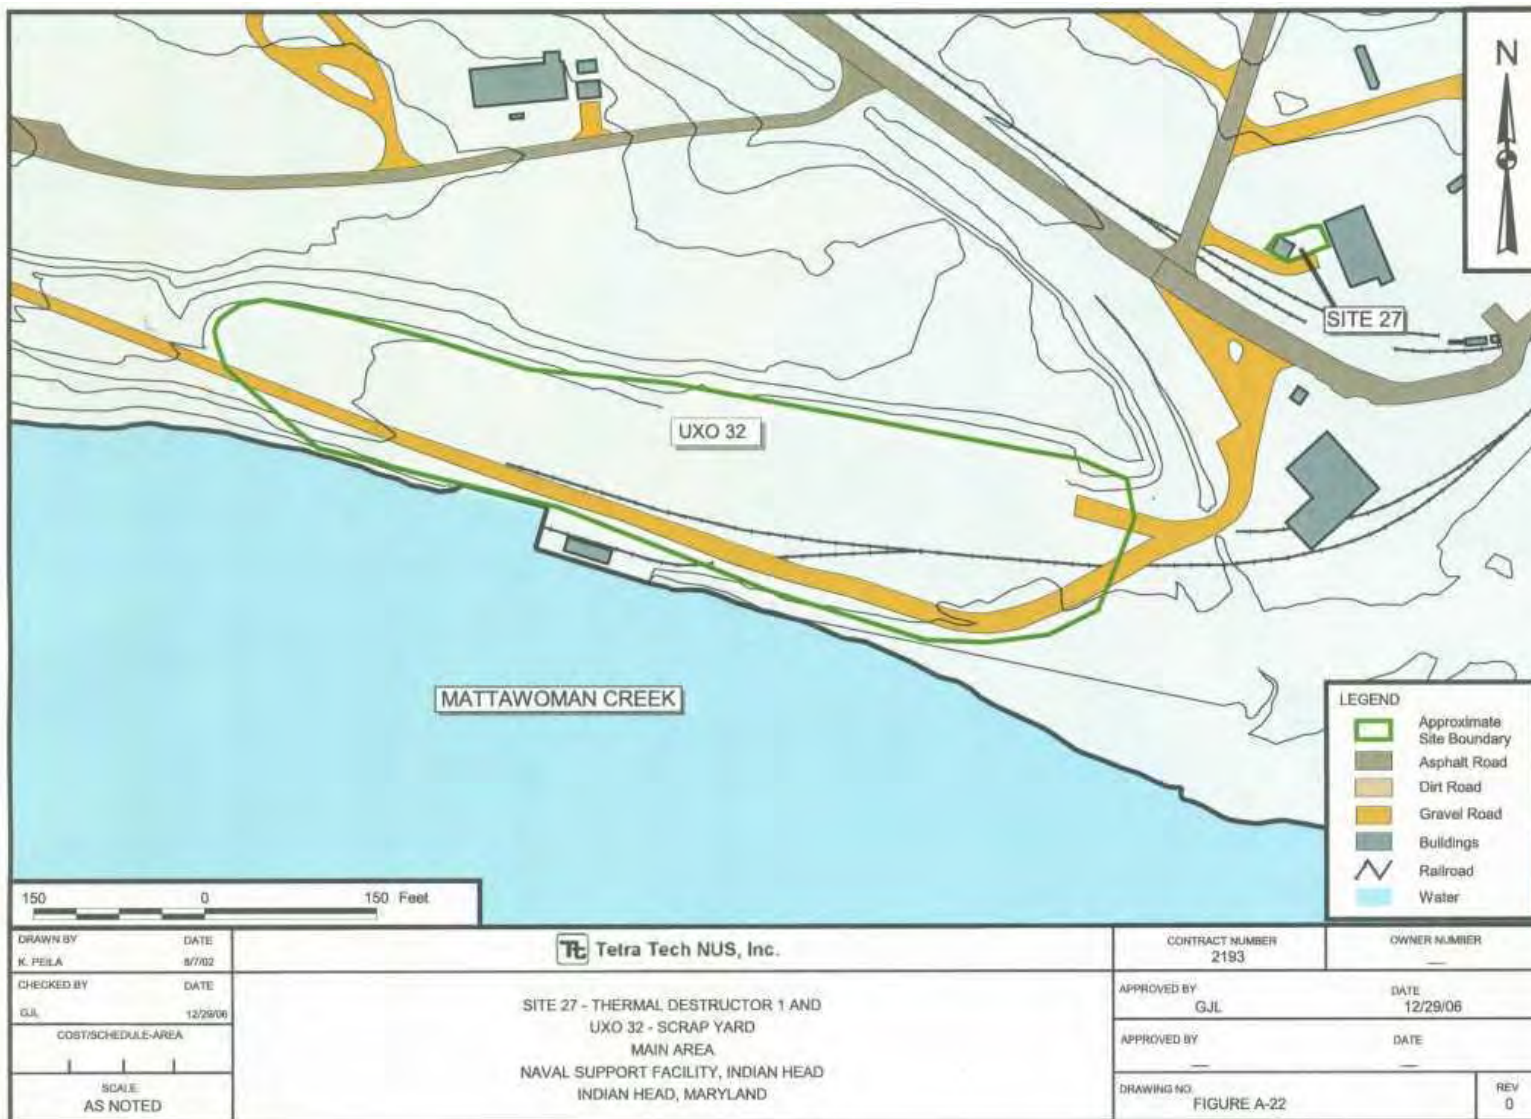 N
SITE 27
UXO 32
MATTAWOMAN CREEK
LEGEND
Approximate
Site Boundary
Asphalt Road
Dirt Road
Gravel Road
Buildings
Railroad
Water
150 0 150 Feet
DRAWN BY DATE
K. PEILA 8/7/02
CHECKED BY DATE
GJL 12/29/06
COST/SCHEDULE-AREA
SCALE
AS NOTED
Tt Tetra Tech NUS, Inc.
SITE 27 - THERMAL DESTRUCTOR 1 AND
UXO 32 - SCRAP YARD
MAIN AREA
NAVAL SUPPORT FACILITY, INDIAN HEAD
INDIAN HEAD, MARYLAND
CONTRACT NUMBER
2193
OWNER NUMBER
—
APPROVED BY DATE
GJL 12/29/06
APPROVED BY DATE
— —
DRAWING NO.
FIGURE A-22
REV
0